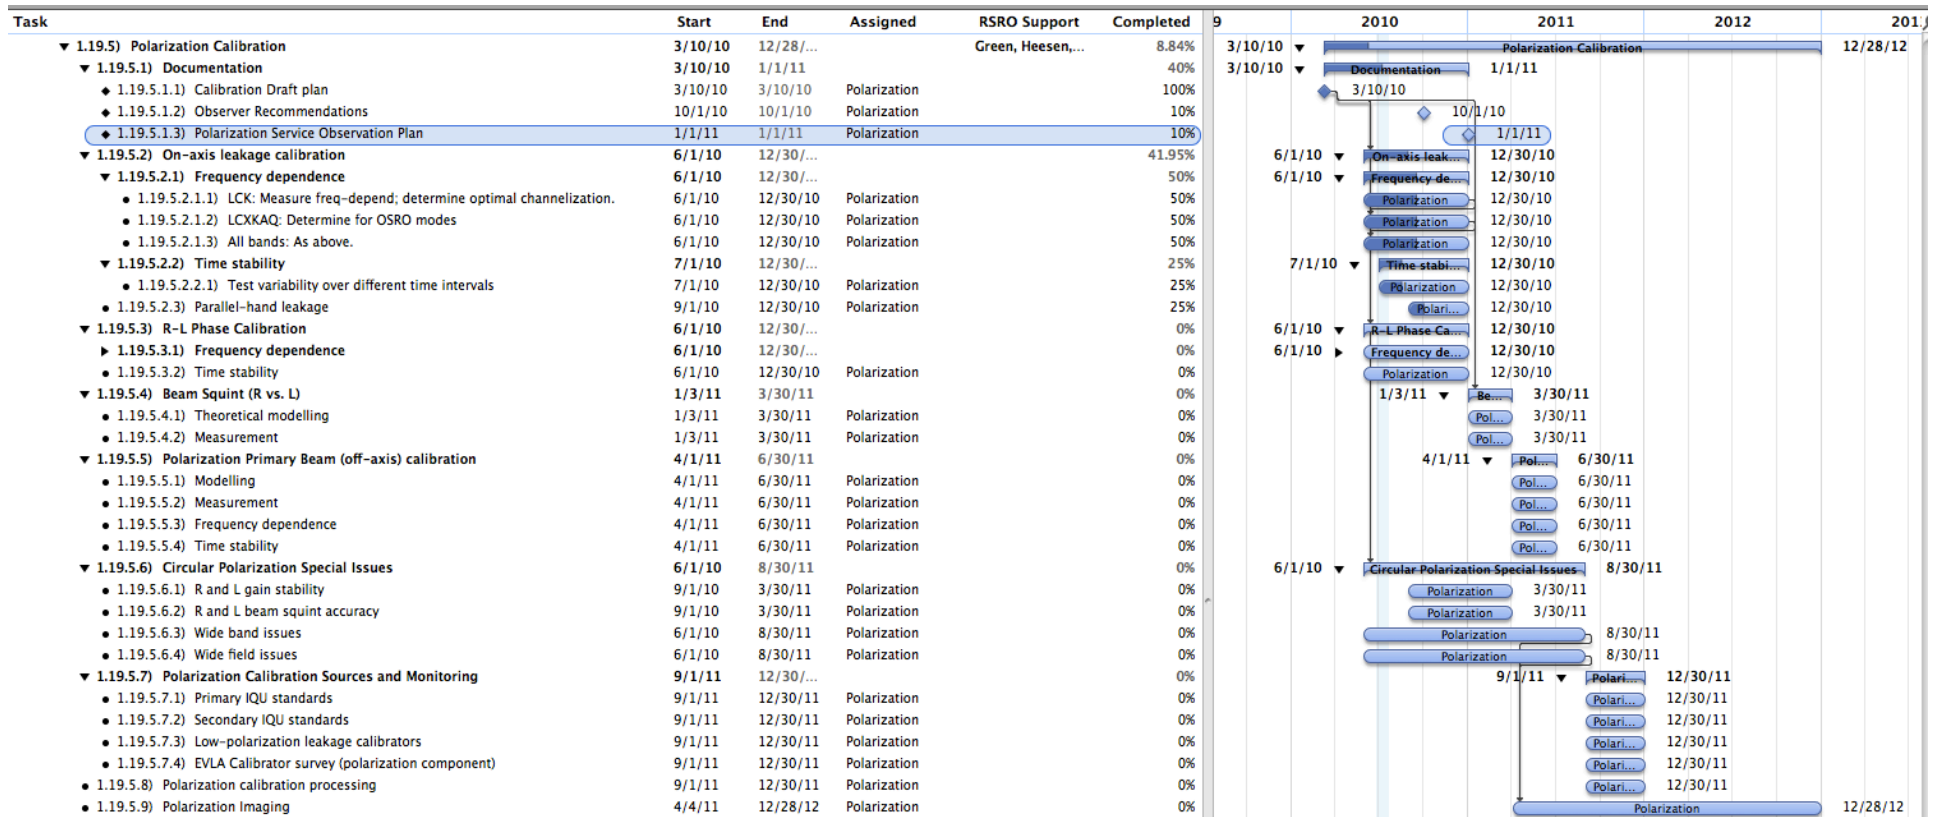 Task Start End Assigned RSRO Support Completed 9 2010 2011 2012 201
1.19.5) Polarization Calibration 3/10/10 12/28/... Green, Heesen,... 8.84% 3/10/10 Polarization Calibration 12/28/12
1.19.5.1) Documentation 3/10/10 1/1/11 40% 3/10/10 Documentation 1/1/11
1.19.5.1.1) Calibration Draft plan 3/10/10 3/10/10 Polarization 100% 3/10/10
1.19.5.1.2) Observer Recommendations 10/1/10 10/1/10 Polarization 10% 10/1/10
1.19.5.1.3) Polarization Service Observation Plan 1/1/11 1/1/11 Polarization 10% 1/1/11
1.19.5.2) On-axis leakage calibration 6/1/10 12/30/... 41.95% 6/1/10 On-axis leak... 12/30/10
1.19.5.2.1) Frequency dependence 6/1/10 12/30/... 50% 6/1/10 Frequency de... 12/30/10
1.19.5.2.1.1) LCK: Measure freq-depend; determine optimal channelization. 6/1/10 12/30/10 Polarization 50% Polarization 12/30/10
1.19.5.2.1.2) LCXKAQ: Determine for OSRO modes 6/1/10 12/30/10 Polarization 50% Polarization 12/30/10
1.19.5.2.1.3) All bands: As above. 6/1/10 12/30/10 Polarization 50% Polarization 12/30/10
1.19.5.2.2) Time stability 7/1/10 12/30/... 25% 7/1/10 Time stabi... 12/30/10
1.19.5.2.2.1) Test variability over different time intervals 7/1/10 12/30/10 Polarization 25% Polarization 12/30/10
1.19.5.2.3) Parallel-hand leakage 9/1/10 12/30/10 Polarization 25% Polari... 12/30/10
1.19.5.3) R-L Phase Calibration 6/1/10 12/30/... 0% 6/1/10 R-L Phase Ca... 12/30/10
1.19.5.3.1) Frequency dependence 6/1/10 12/30/... 0% 6/1/10 Frequency de... 12/30/10
1.19.5.3.2) Time stability 6/1/10 12/30/10 Polarization 0% Polarization 12/30/10
1.19.5.4) Beam Squint (R vs. L) 1/3/11 3/30/11 0% 1/3/11 Be... 3/30/11
1.19.5.4.1) Theoretical modelling 1/3/11 3/30/11 Polarization 0% Pol... 3/30/11
1.19.5.4.2) Measurement 1/3/11 3/30/11 Polarization 0% Pol... 3/30/11
1.19.5.5) Polarization Primary Beam (off-axis) calibration 4/1/11 6/30/11 0% 4/1/11 Pol... 6/30/11
1.19.5.5.1) Modelling 4/1/11 6/30/11 Polarization 0% Pol... 6/30/11
1.19.5.5.2) Measurement 4/1/11 6/30/11 Polarization 0% Pol... 6/30/11
1.19.5.5.3) Frequency dependence 4/1/11 6/30/11 Polarization 0% Pol... 6/30/11
1.19.5.5.4) Time stability 4/1/11 6/30/11 Polarization 0% Pol... 6/30/11
1.19.5.6) Circular Polarization Special Issues 6/1/10 8/30/11 0% 6/1/10 Circular Polarization Special Issues 8/30/11
1.19.5.6.1) R and L gain stability 9/1/10 3/30/11 Polarization 0% Polarization 3/30/11
1.19.5.6.2) R and L beam squint accuracy 9/1/10 3/30/11 Polarization 0% Polarization 3/30/11
1.19.5.6.3) Wide band issues 6/1/10 8/30/11 Polarization 0% Polarization 8/30/11
1.19.5.6.4) Wide field issues 6/1/10 8/30/11 Polarization 0% Polarization 8/30/11
1.19.5.7) Polarization Calibration Sources and Monitoring 9/1/11 12/30/... 0% 9/1/11 Polari... 12/30/11
1.19.5.7.1) Primary IQU standards 9/1/11 12/30/11 Polarization 0% Polari... 12/30/11
1.19.5.7.2) Secondary IQU standards 9/1/11 12/30/11 Polarization 0% Polari... 12/30/11
1.19.5.7.3) Low-polarization leakage calibrators 9/1/11 12/30/11 Polarization 0% Polari... 12/30/11
1.19.5.7.4) EVLA Calibrator survey (polarization component) 9/1/11 12/30/11 Polarization 0% Polari... 12/30/11
1.19.5.8) Polarization calibration processing 9/1/11 12/30/11 Polarization 0% Polari... 12/30/11
1.19.5.9) Polarization Imaging 4/4/11 12/28/12 Polarization 0% Polarization 12/28/12